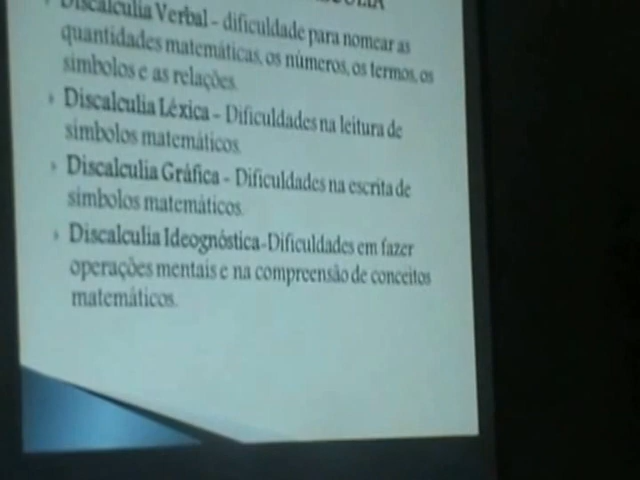 Discalculia Verbal - dificuldade para nomear as
quantidades matemáticas, os números, os termos, os
símbolos e as relações.
Discalculia Léxica - Dificuldades na leitura de
símbolos matemáticos.
Discalculia Gráfica - Dificuldades na escrita de
símbolos matemáticos.
Discalculia Ideognóstica-Dificuldades em fazer
operações mentais e na compreensão de conceitos
matemáticos.